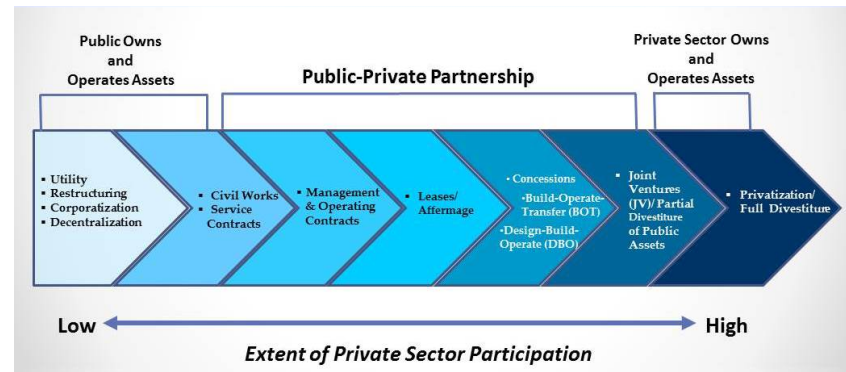 Public Owns
and
Operates Assets
Public-Private Partnership
Private Sector Owns
and
Operates Assets
▪ Utility
▪ Restructuring
▪ Corporatization
▪ Decentralization
▪ Civil Works
▪ Service
Contracts
▪ Management
& Operating
Contracts
▪ Leases/
Affermage
•Concessions
•Build-Operate-
Transfer (BOT)
•Design-Build-
Operate (DBO)
▪ Joint
Ventures
(JV)/ Partial
Divestiture
of Public
Assets
▪ Privatization/
Full Divestiture
Low
High
Extent of Private Sector Participation